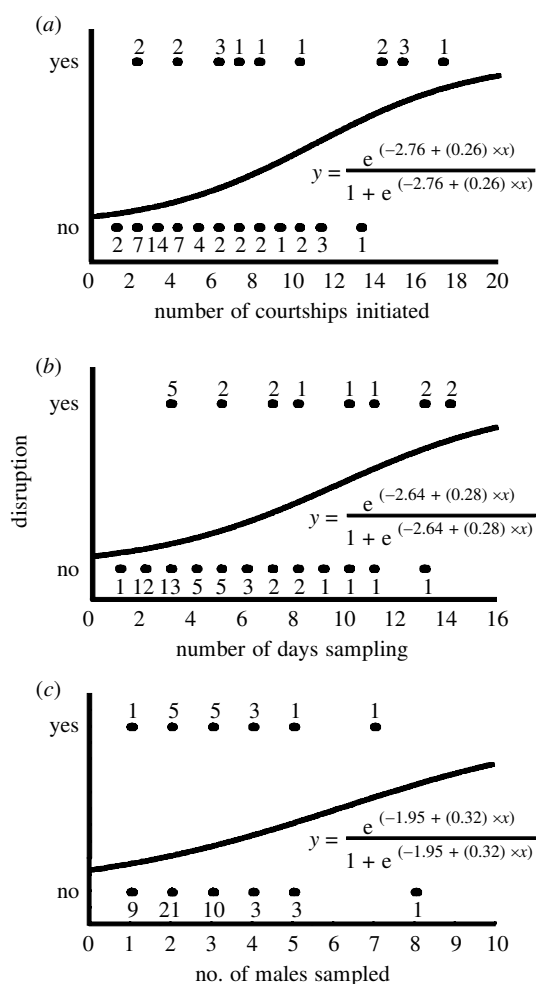 (a)
2 2 3 1 1 1 2 3 1
yes
y = e (−2.76 + (0.26) ×x)
1 + e (−2.76 + (0.26) ×x)
no
2 7 14 7 4 2 2 2 1 2 3 1
0 2 4 6 8 10 12 14 16 18 20
number of courtships initiated
(b)
5 2 2 1 1 1 2 2
yes
disruption
y = e (−2.64 + (0.28) ×x)
1 + e (−2.64 + (0.28) ×x)
no
1 12 13 5 5 3 2 2 1 1 1 1
0 2 4 6 8 10 12 14 16
number of days sampling
(c)
1 5 5 3 1 1
yes
y = e (−1.95 + (0.32) ×x)
1 + e (−1.95 + (0.32) ×x)
no
9 21 10 3 3 1
0 1 2 3 4 5 6 7 8 9 10
no. of males sampled